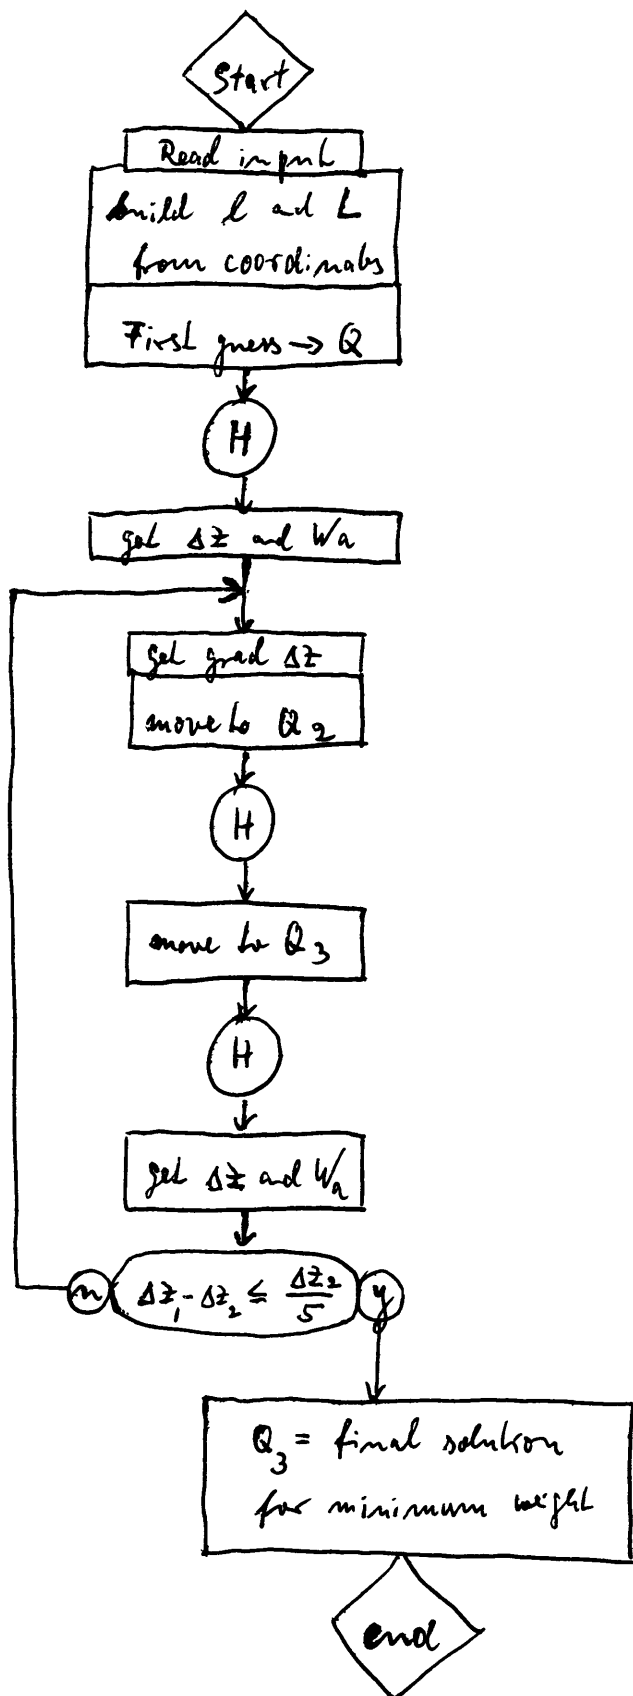 Start
Read input
build l and L
from coordinates
First guess → Q
H
get Δz and Wa
get grad Δz
move to Q2
H
move to Q3
H
get Δz and Wa
n Δz1 - Δz2 ≤ Δz2/5 y
Q3 = final solution
for minimum weight
end